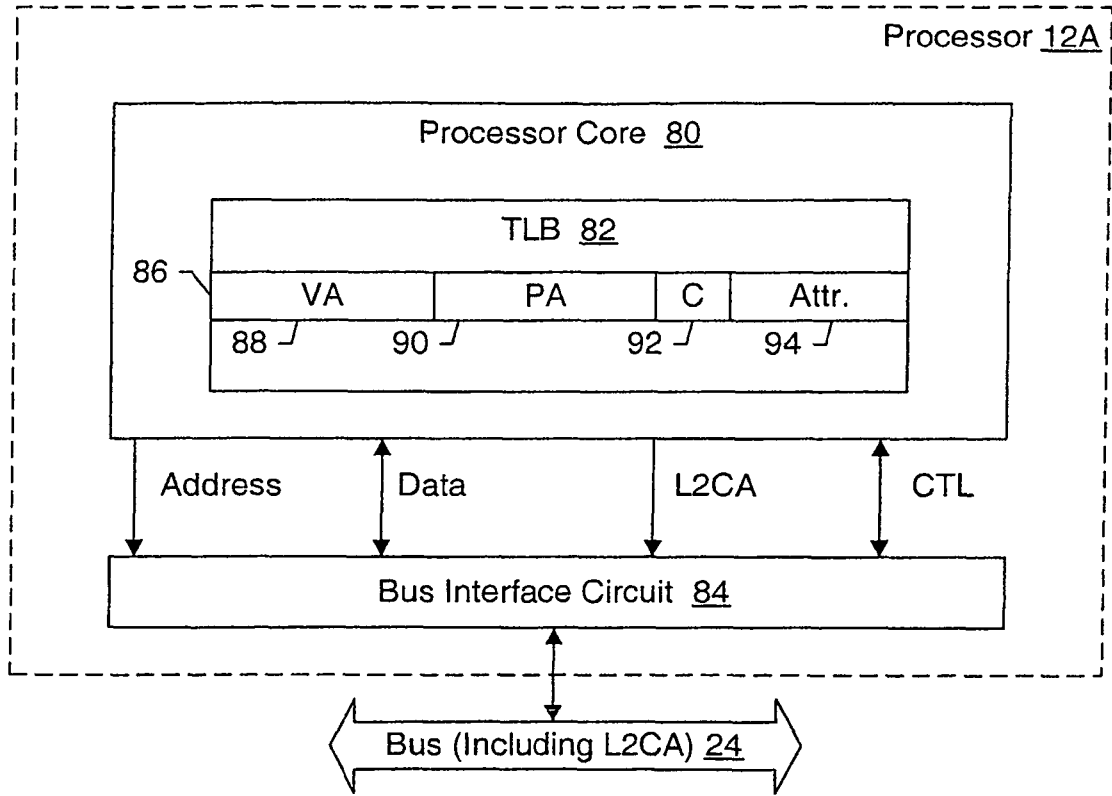 Processor 12A
Processor Core 80
TLB 82
86
VA PA C Attr.
88 90 92 94
Address Data L2CA CTL
Bus Interface Circuit 84
Bus (Including L2CA) 24